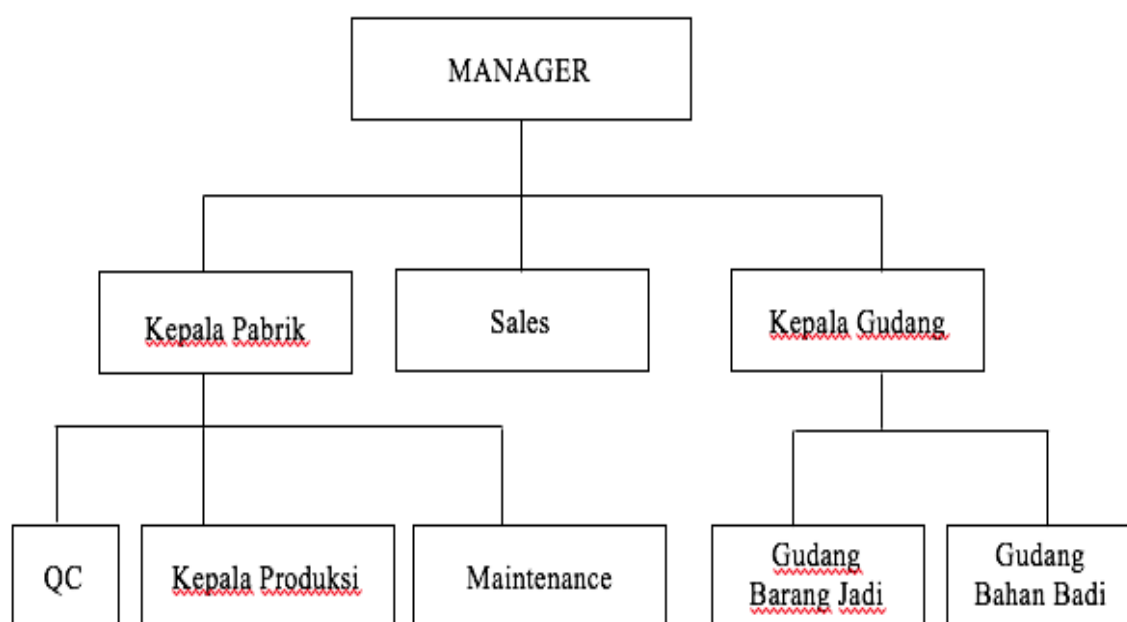 MANAGER
Kepala Pabrik
Sales
Kepala Gudang
QC
Kepala Produksi
Maintenance
Gudang
Barang Jadi
Gudang
Bahan Badi